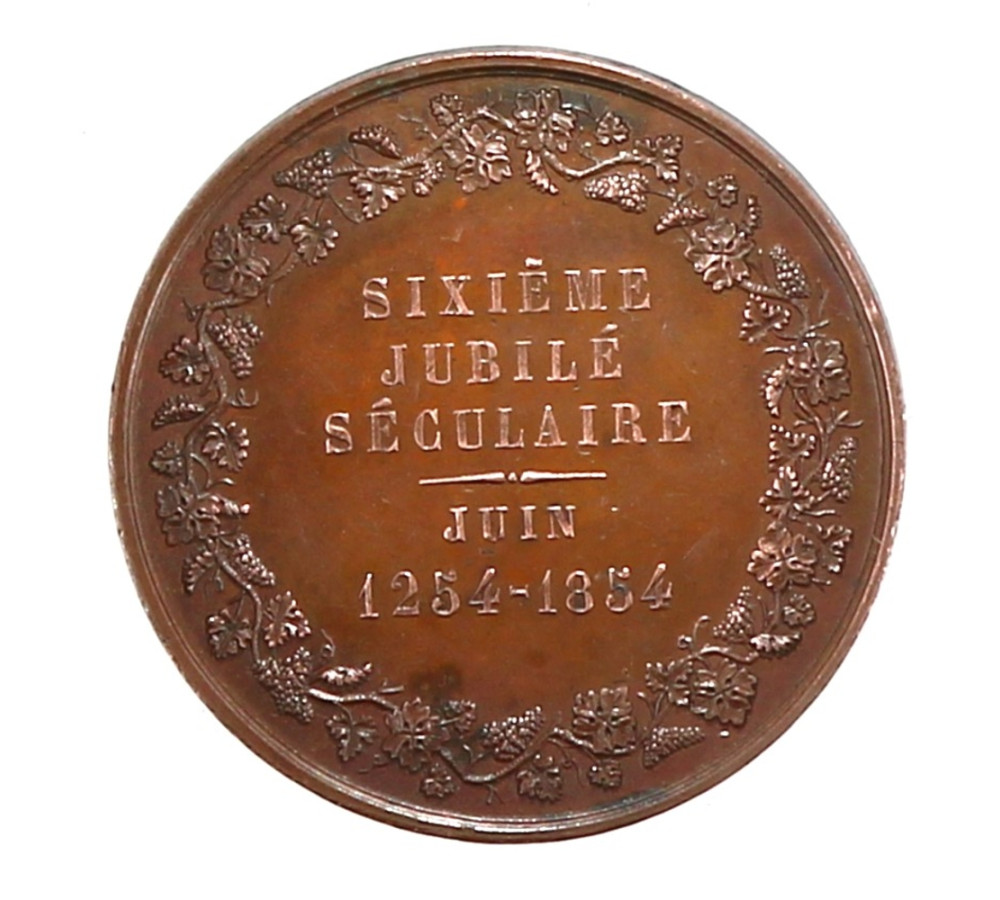 SIXIÈME
JUBILÉ
SÉCULAIRE
JUIN
1254-1854